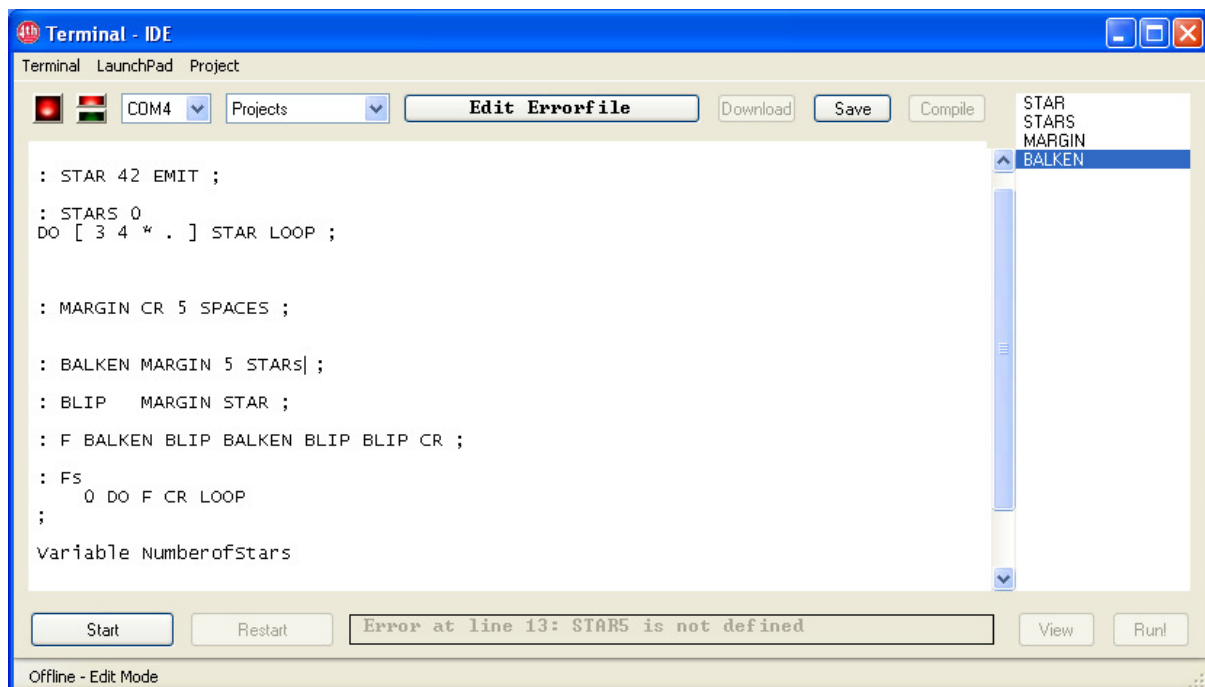 4th Terminal - IDE
Terminal LaunchPad Project
COM4 Projects Edit Errorfile Download Save Compile
STAR
STARS
MARGIN
BALKEN
: STAR 42 EMIT ;
: STARS 0
DO [ 3 4 * . ] STAR LOOP ;
: MARGIN CR 5 SPACES ;
: BALKEN MARGIN 5 STARs ;
: BLIP   MARGIN STAR ;
: F BALKEN BLIP BALKEN BLIP BLIP CR ;
: Fs
0 DO F CR LOOP
;
Variable NumberofStars
Start Restart Error at line 13: STAR5 is not defined View Run!
Offline - Edit Mode